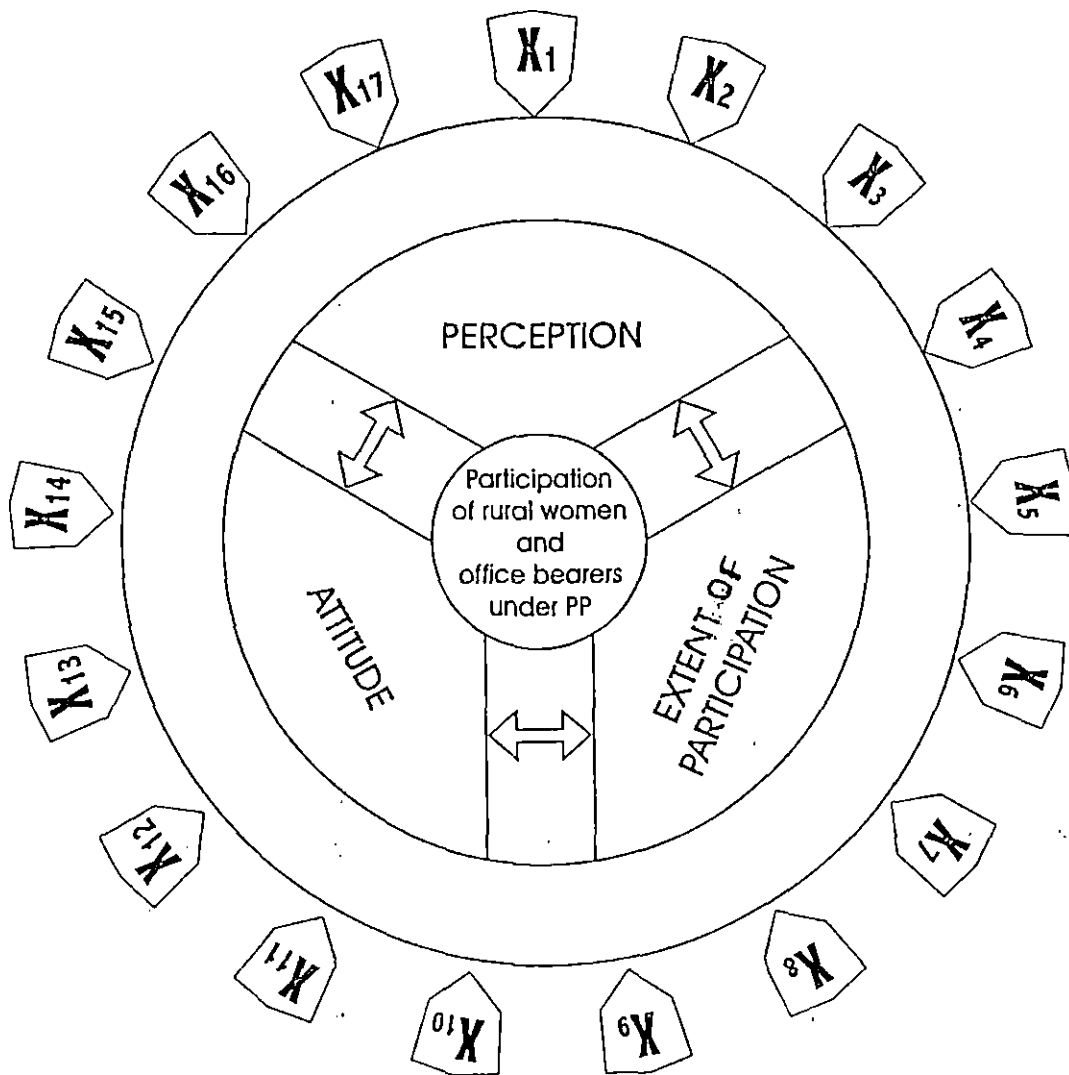 X1
X2
X3
X4
X5
X6
X7
X8
X9
X10
X11
X12
X13
X14
X15
X16
X17
PERCEPTION
Participation
of rural women
and
office bearers
under PP
ATTITUDE
EXTENT OF
PARTICIPATION